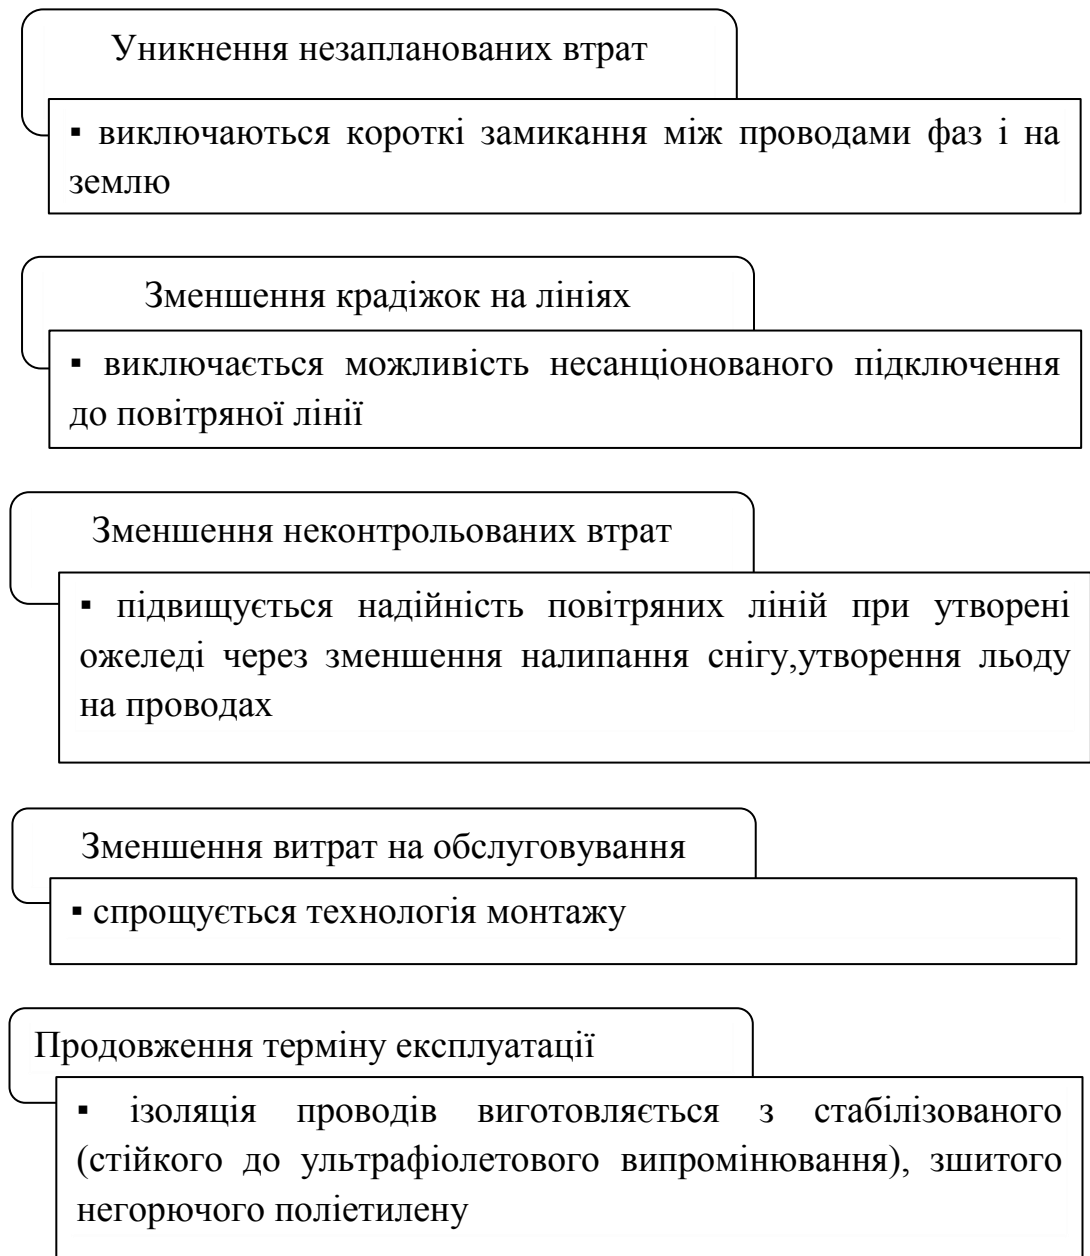 Уникнення незапланованих втрат
▪ виключаються короткі замикання між проводами фаз і на
землю
Зменшення крадіжок на лініях
▪ виключається можливість несанціонованого підключення
до повітряної лінії
Зменшення неконтрольованих втрат
▪ підвищується надійність повітряних ліній при утворені
ожеледі через зменшення налипання снігу,утворення льоду
на проводах
Зменшення витрат на обслуговування
▪ спрощується технологія монтажу
Продовження терміну експлуатації
▪ ізоляція проводів виготовляється з стабілізованого
(стійкого до ультрафіолетового випромінювання), зшитого
негорючого поліетилену